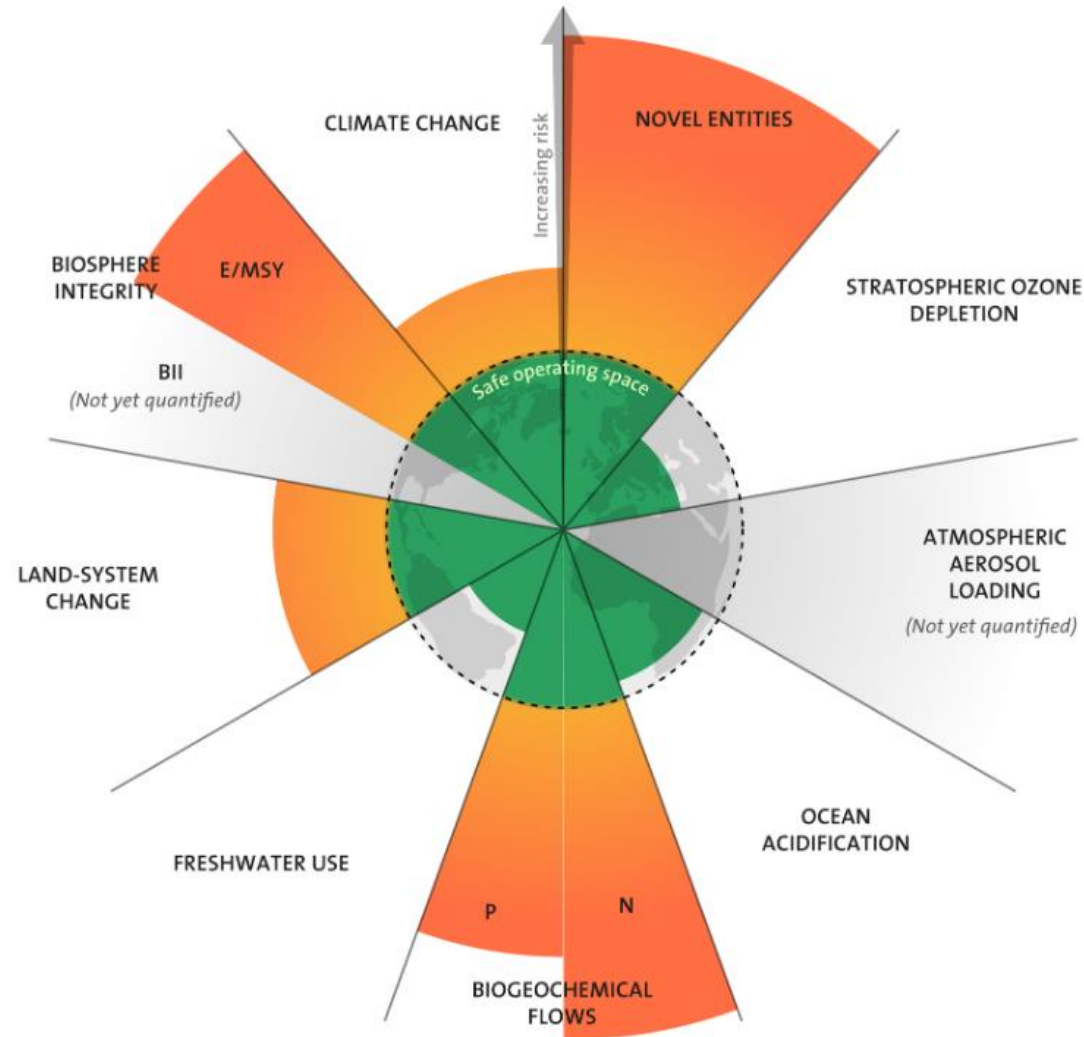 CLIMATE CHANGE
Increasing risk
NOVEL ENTITIES
BIOSPHERE
INTEGRITY
E/MSY
STRATOSPHERIC OZONE
DEPLETION
BII
(Not yet quantified)
Safe operating space
ATMOSPHERIC
AEROSOL
LOADING
(Not yet quantified)
LAND-SYSTEM
CHANGE
OCEAN
ACIDIFICATION
FRESHWATER USE
P
N
BIOGEOCHEMICAL
FLOWS